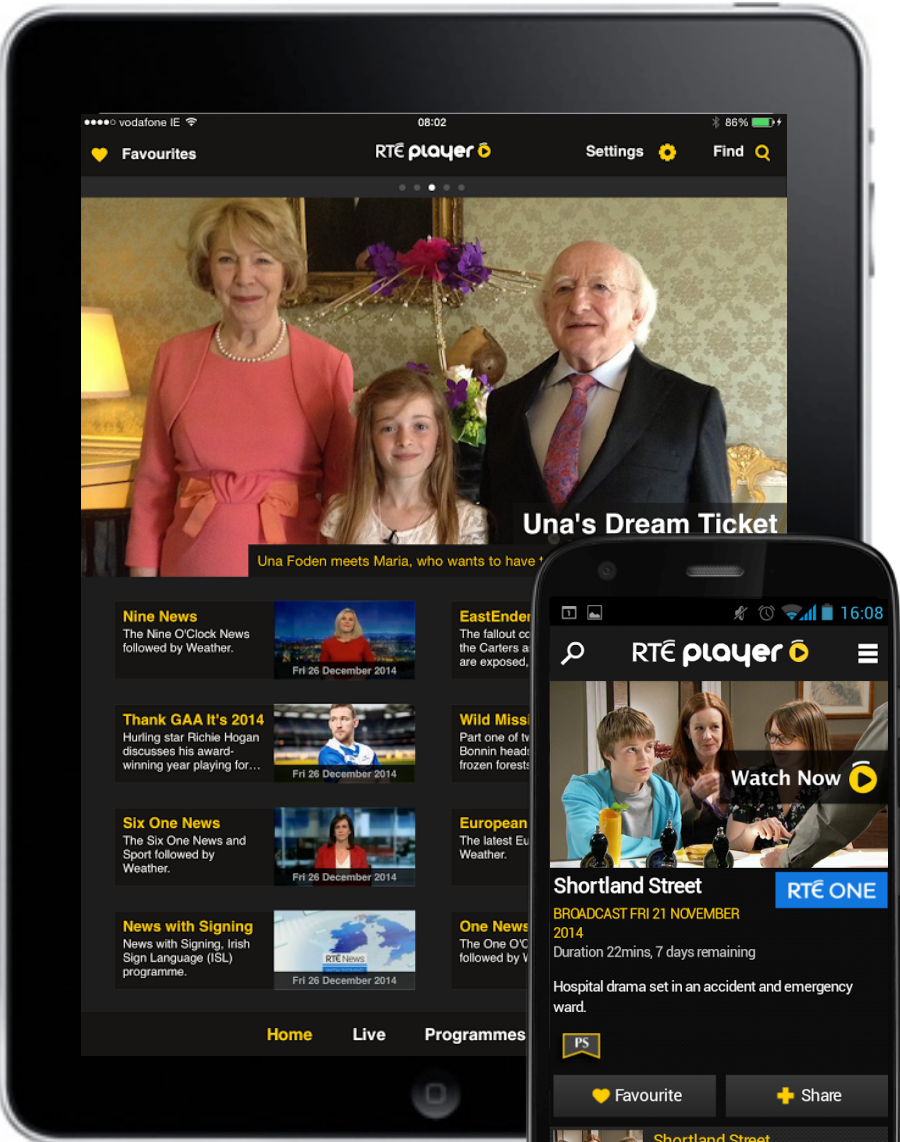 vodafone IE
08:02
86%
Favourites
RTÉ player
Settings
Find
Una's Dream Ticket
Una Foden meets Maria, who wants to have
Nine News
The Nine O'Clock News
followed by Weather.
Fri 26 December 2014
Thank GAA It's 2014
Hurling star Richie Hogan
discusses his award-
winning year playing for…
Fri 26 December 2014
Six One News
The Six One News and
Sport followed by
Weather.
Fri 26 December 2014
News with Signing
News with Signing, Irish
Sign Language (ISL)
programme.
RTÉ News
Fri 26 December 2014
EastEnder
The fallout co
the Carters a
are exposed,
Wild Missi
Part one of tw
Bonnin heads
frozen forests
European
The latest Eu
Weather.
One News
The One O'C
followed by W
Home
Live
Programmes
1
16:08
RTÉ player
Watch Now
Shortland Street
RTÉ ONE
BROADCAST FRI 21 NOVEMBER
2014
Duration 22mins, 7 days remaining
Hospital drama set in an accident and emergency
ward.
PS
Favourite
Share
Shortland Street